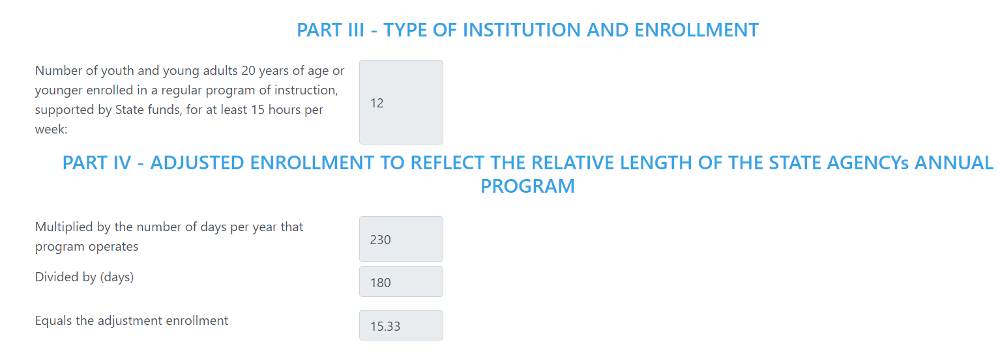 PART III - TYPE OF INSTITUTION AND ENROLLMENT
Number of youth and young adults 20 years of age or
younger enrolled in a regular program of instruction,
supported by State funds, for at least 15 hours per
week:
12
PART IV - ADJUSTED ENROLLMENT TO REFLECT THE RELATIVE LENGTH OF THE STATE AGENCYs ANNUAL
PROGRAM
Multiplied by the number of days per year that
program operates
230
Divided by (days)
180
Equals the adjustment enrollment
15.33